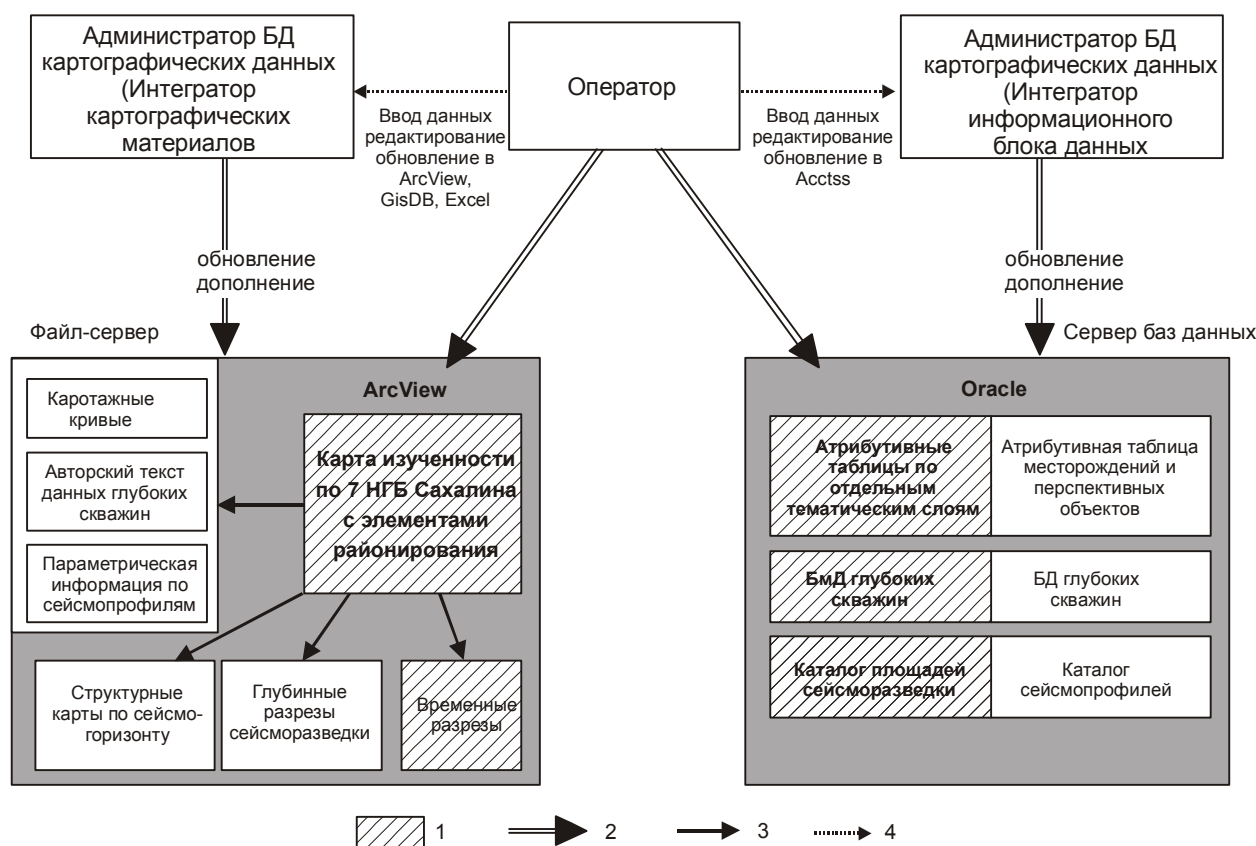 Администратор БД
картографических данных
(Интегратор
картографических
материалов
Оператор
Администратор БД
картографических данных
(Интегратор
информационного
блока данных
Ввод данных
редактирование
обновление в
ArcView,
GisDB, Excel
Ввод данных
редактирование
обновление в
Acctss
обновление
дополнение
обновление
дополнение
Файл-сервер
Сервер баз данных
ArcView
Каротажные
кривые
Авторский текст
данных глубоких
скважин
Параметрическая
информация по
сейсмопрофилям
Карта изученности
по 7 НГБ Сахалина
с элементами
районирования
Структурные
карты по сейсмо-
горизонту
Глубинные
разрезы
сейсморазведки
Временные
разрезы
Oracle
Атрибутивные
таблицы по
отдельным
тематическим слоям
Атрибутивная таблица
месторождений и
перспективных
объектов
БмД глубоких
скважин
БД глубоких
скважин
Каталог площадей
сейсморазведки
Каталог
сейсмопрофилей
1
2
3
4